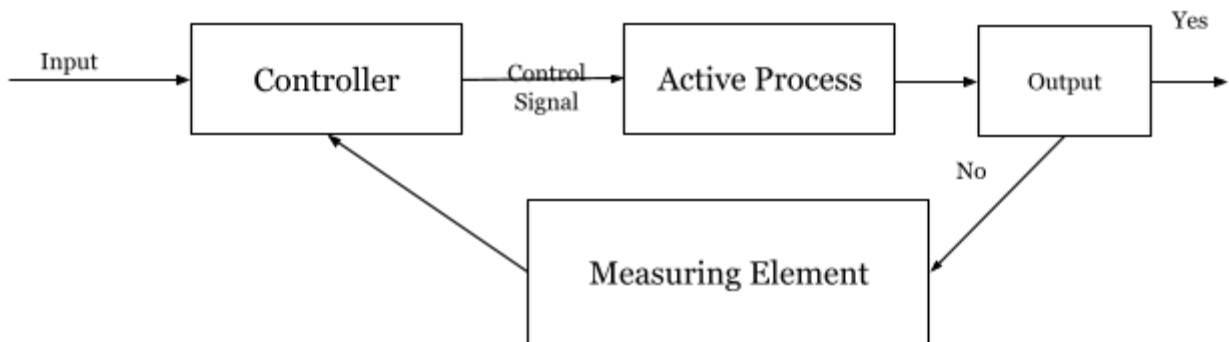 Yes
Input
Controller
Control
Signal
Active Process
Output
No
Measuring Element